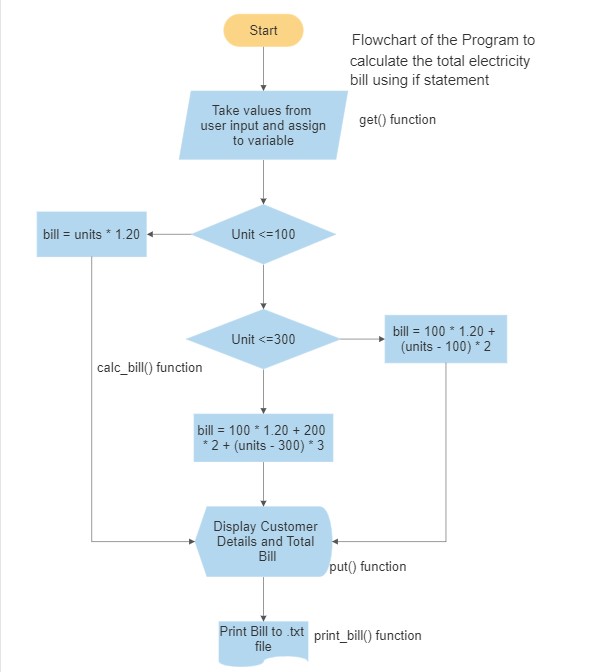 Start
Flowchart of the Program to
calculate the total electricity
bill using if statement
Take values from
user input and assign
to variable
get() function
bill = units * 1.20
Unit <=100
Unit <=300
bill = 100 * 1.20 +
(units - 100) * 2
calc_bill() function
bill = 100 * 1.20 + 200
* 2 + (units - 300) * 3
Display Customer
Details and Total
Bill
put() function
Print Bill to .txt
file
print_bill() function